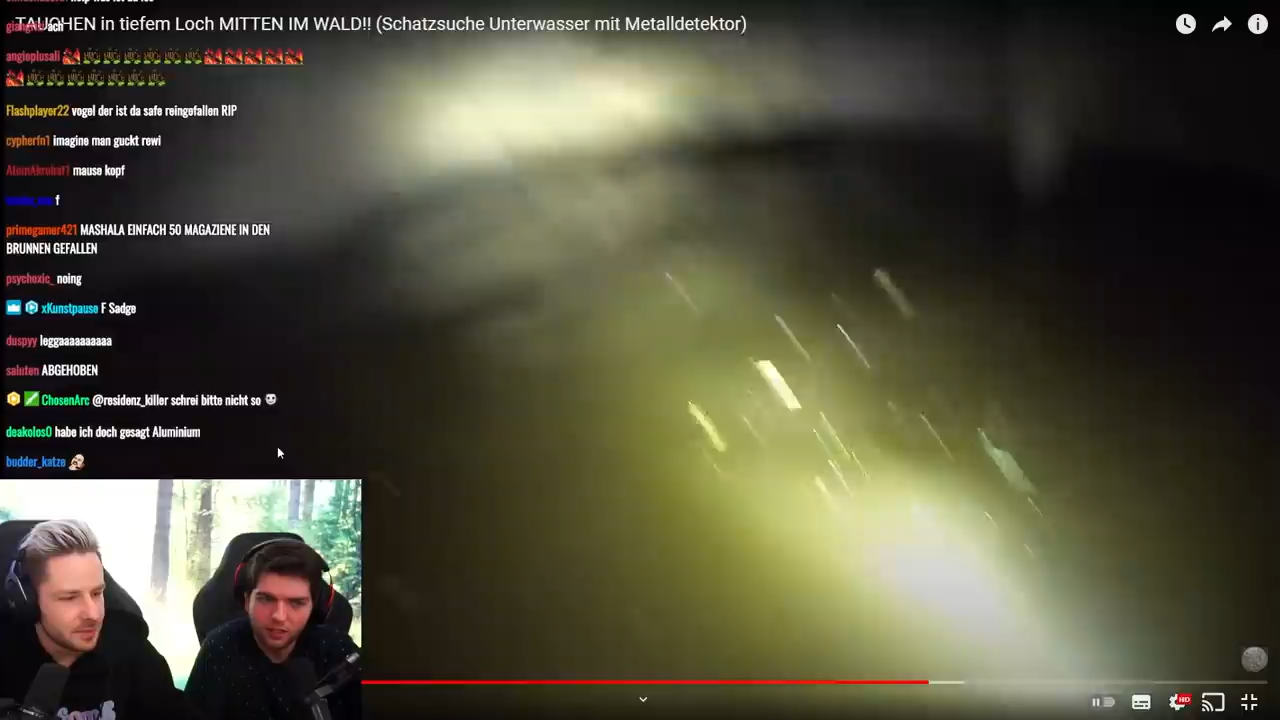 TAUCHEN in tiefem Loch MITTEN IM WALD!! (Schatzsuche Unterwasser mit Metalldetektor)
ach
angioplusali
Flashplayer22 vogel der ist da safe reingefallen RIP
cypherfn1 imagine man guckt rewi
AtomAkrobat1 mause kopf
f
primegamer421 MASHALA EINFACH 50 MAGAZIENE IN DEN
BRUNNEN GEFALLEN
psychoxic_ noing
xKunstpause F Sadge
duspyy leggaaaaaaaaaa
saluten ABGEHOBEN
ChosenArc @residenz_killer schrei bitte nicht so
deakolos0 habe ich doch gesagt Aluminium
budder_katze
HD